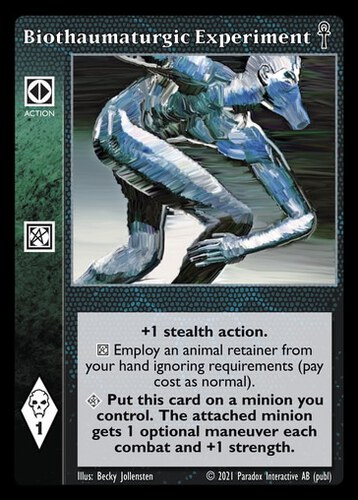 Biothaumaturgic Experiment
ACTION
+1 stealth action.
Employ an animal retainer from
your hand ignoring requirements (pay
cost as normal).
Put this card on a minion you
control. The attached minion
gets 1 optional maneuver each
combat and +1 strength.
1
Illus: Becky Jollensten © 2021 Paradox Interactive AB (publ)